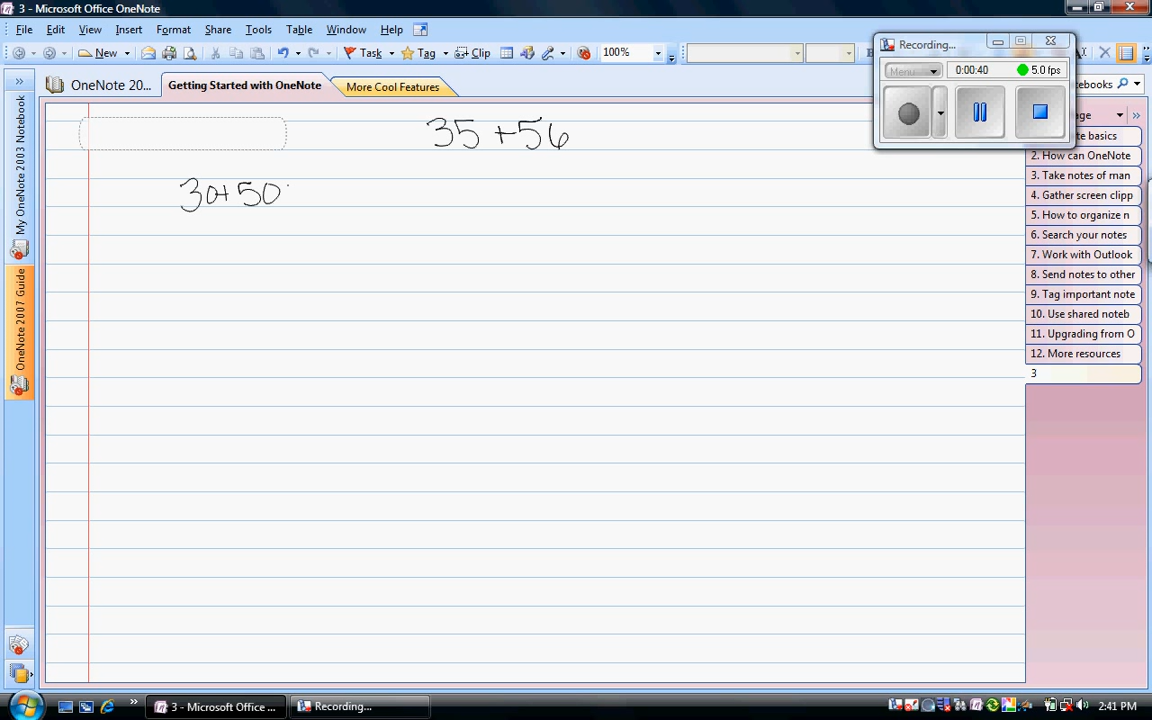 3 - Microsoft Office OneNote
File Edit View Insert Format Share Tools Table Window Help
New Task Tag Clip 100%
Recording...
Menu 0:00:40 5.0 fps
OneNote 20... Getting Started with OneNote More Cool Features
My OneNote 2003 Notebook
OneNote 2007 Guide
35 +56
30+50
2. How can OneNote
3. Take notes of man
4. Gather screen clipp
5. How to organize n
6. Search your notes
7. Work with Outlook
8. Send notes to other
9. Tag important note
10. Use shared noteb
11. Upgrading from O
12. More resources
3
3 - Microsoft Office ... Recording... 2:41 PM